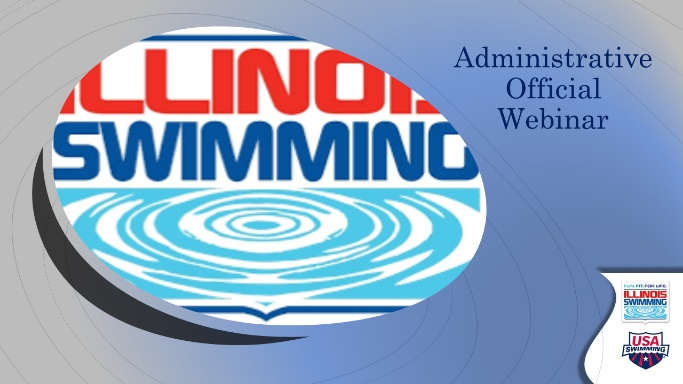 ILLINOIS
SWIMMING
Administrative
Official
Webinar
FUN. FIT. FOR LIFE.
ILLINOIS
SWIMMING
USA
SWIMMING